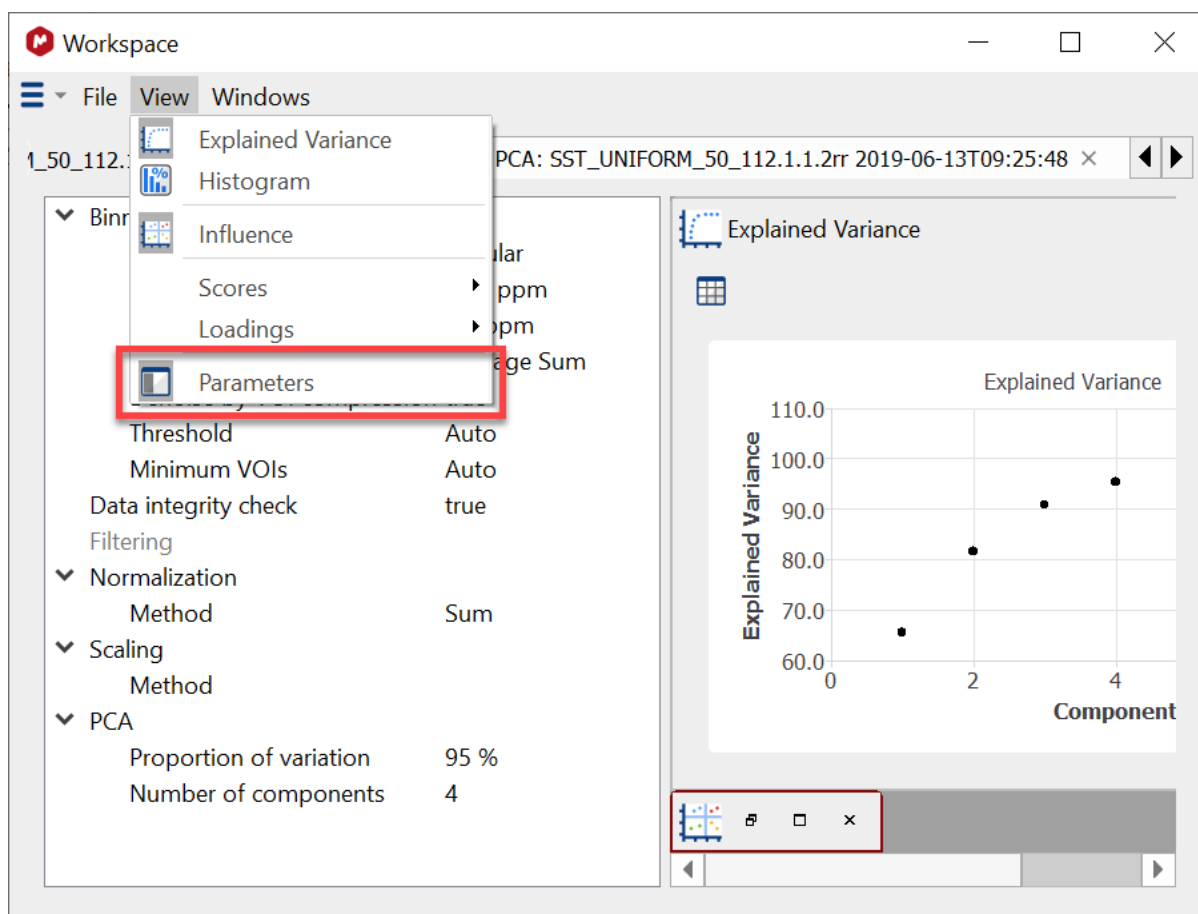 Workspace
File View Windows
_50_112. PCA: SST_UNIFORM_50_112.1.1.2rr 2019-06-13T09:25:48
Explained Variance
Histogram
Influence
Scores
Loadings
Parameters
ppm
Sum
Threshold Auto
Minimum VOIs Auto
Data integrity check true
Filtering
Normalization
Method Sum
Scaling
Method
PCA
Proportion of variation 95 %
Number of components 4
Explained Variance
Explained Variance
Explained Variance
110.0
100.0
90.0
80.0
70.0
60.0
0 2 4
Component